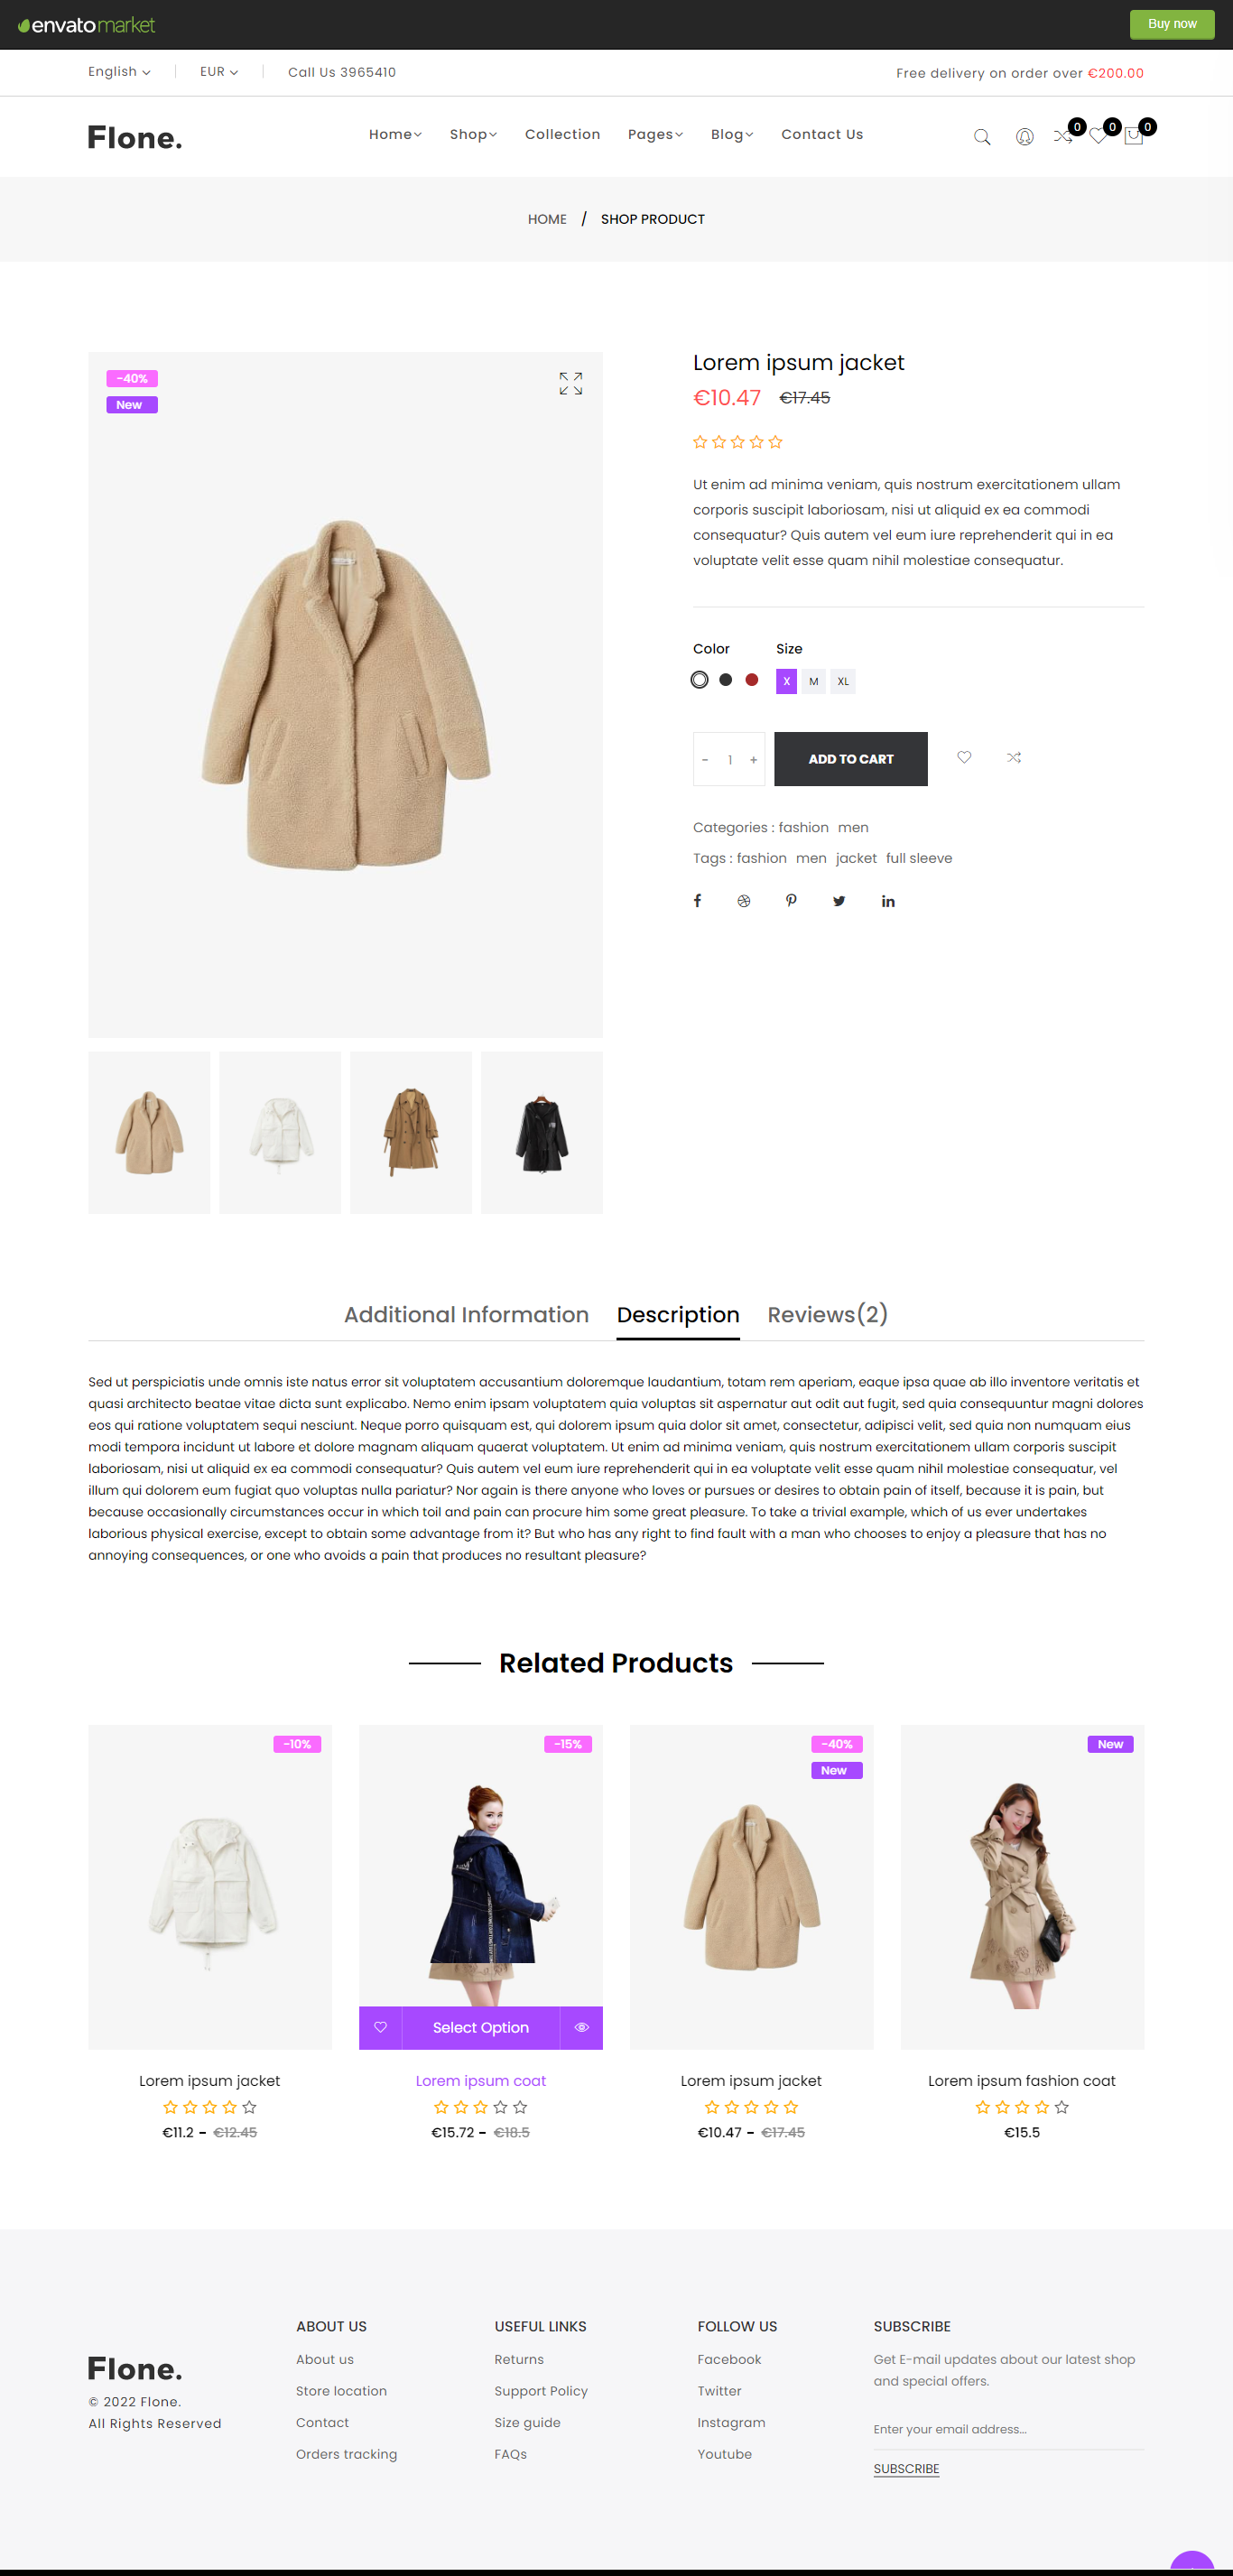 envato market
Buy now
English
EUR
Call Us 3965410
Free delivery on order over €200.00
Flone.
Home
Shop
Collection
Pages
Blog
Contact Us
0
0
0
HOME / SHOP PRODUCT
-40%
New
Lorem ipsum jacket
€10.47 €17.45
Ut enim ad minima veniam, quis nostrum exercitationem ullam
corporis suscipit laboriosam, nisi ut aliquid ex ea commodi
consequatur? Quis autem vel eum iure reprehenderit qui in ea
voluptate velit esse quam nihil molestiae consequatur.
Color
Size
X M XL
- 1 +
ADD TO CART
Categories : fashion men
Tags : fashion men jacket full sleeve
Additional Information
Description
Reviews(2)
Sed ut perspiciatis unde omnis iste natus error sit voluptatem accusantium doloremque laudantium, totam rem aperiam, eaque ipsa quae ab illo inventore veritatis et
quasi architecto beatae vitae dicta sunt explicabo. Nemo enim ipsam voluptatem quia voluptas sit aspernatur aut odit aut fugit, sed quia consequuntur magni dolores
eos qui ratione voluptatem sequi nesciunt. Neque porro quisquam est, qui dolorem ipsum quia dolor sit amet, consectetur, adipisci velit, sed quia non numquam eius
modi tempora incidunt ut labore et dolore magnam aliquam quaerat voluptatem. Ut enim ad minima veniam, quis nostrum exercitationem ullam corporis suscipit
laboriosam, nisi ut aliquid ex ea commodi consequatur? Quis autem vel eum iure reprehenderit qui in ea voluptate velit esse quam nihil molestiae consequatur, vel
illum qui dolorem eum fugiat quo voluptas nulla pariatur? Nor again is there anyone who loves or pursues or desires to obtain pain of itself, because it is pain, but
because occasionally circumstances occur in which toil and pain can procure him some great pleasure. To take a trivial example, which of us ever undertakes
laborious physical exercise, except to obtain some advantage from it? But who has any right to find fault with a man who chooses to enjoy a pleasure that has no
annoying consequences, or one who avoids a pain that produces no resultant pleasure?
Related Products
-10%
Lorem ipsum jacket
€11.2 - €12.45
-15%
Select Option
Lorem ipsum coat
€15.72 - €18.5
-40%
New
Lorem ipsum jacket
€10.47 - €17.45
New
Lorem ipsum fashion coat
€15.5
Flone.
© 2022 Flone.
All Rights Reserved
ABOUT US
About us
Store location
Contact
Orders tracking
USEFUL LINKS
Returns
Support Policy
Size guide
FAQs
FOLLOW US
Facebook
Twitter
Instagram
Youtube
SUBSCRIBE
Get E-mail updates about our latest shop
and special offers.
Enter your email address...
SUBSCRIBE